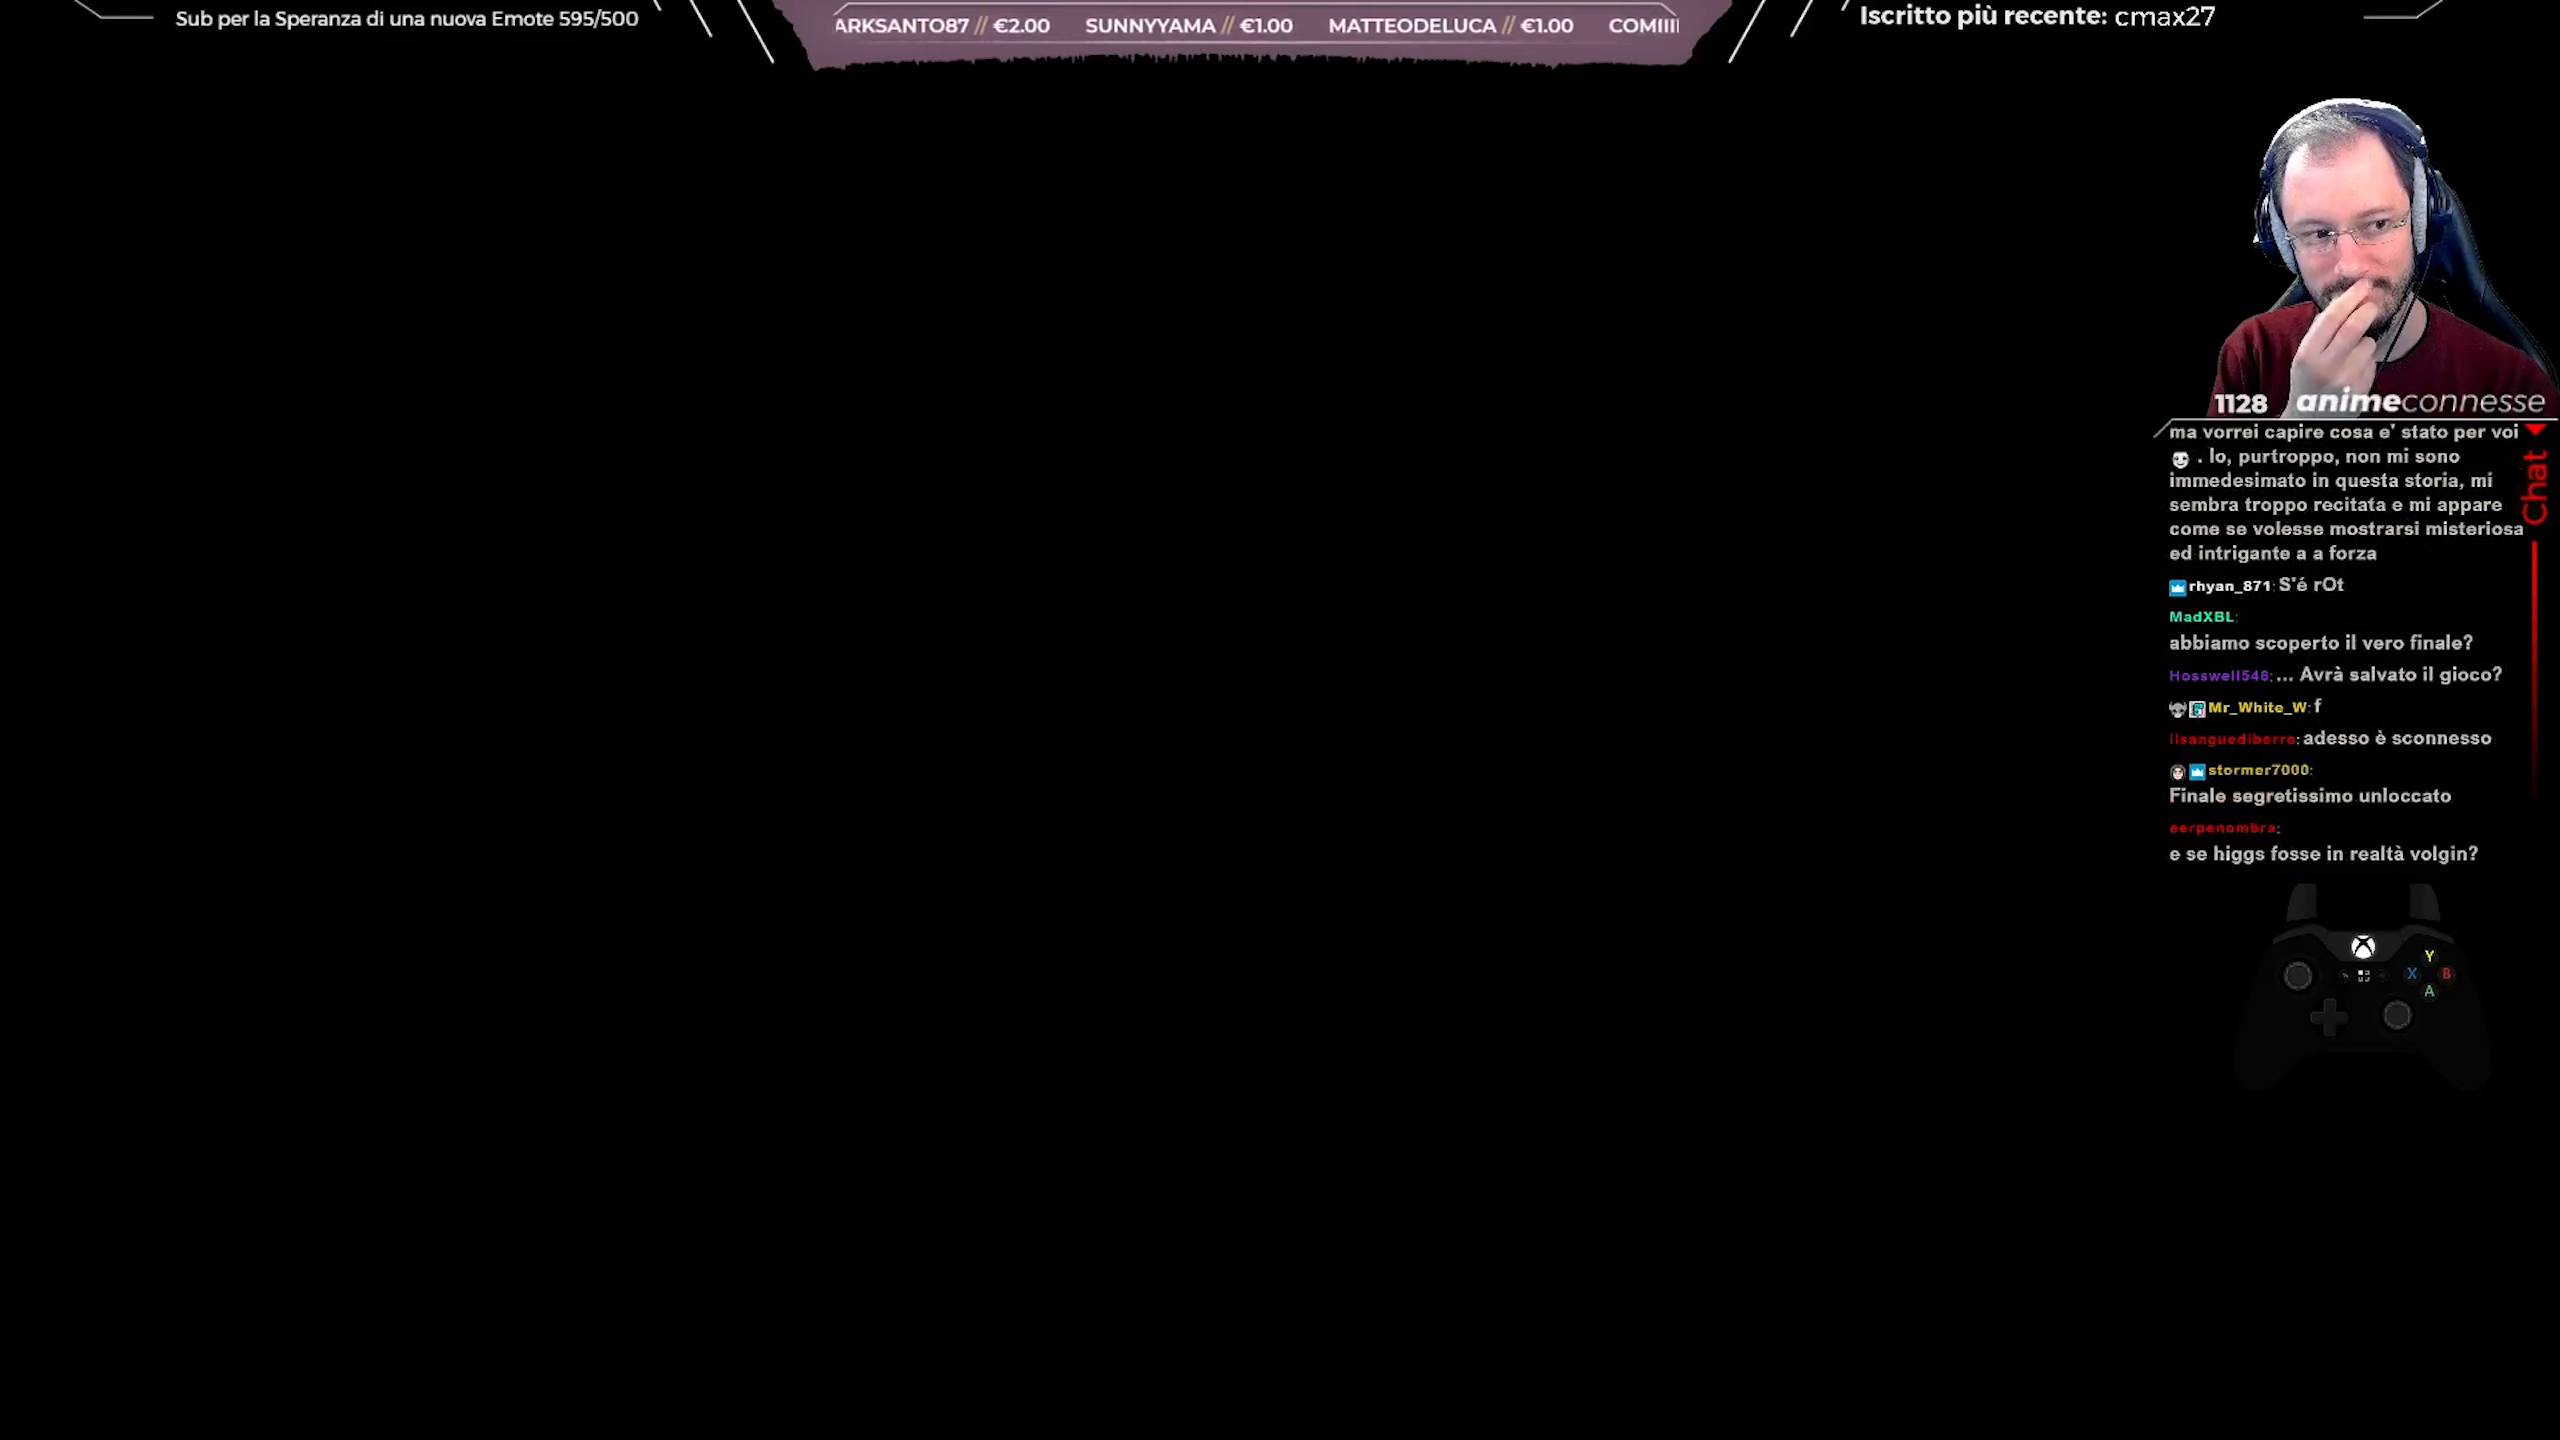 Sub per la Speranza di una nuova Emote 595/500
ARKSANTO87 // €2.00 SUNNYYAMA // €1.00 MATTEODELUCA // €1.00 COMIIII
Iscritto più recente: cmax27
1128 animeconnesse
Chat
ma vorrei capire cosa e' stato per voi
. Io, purtroppo, non mi sono
immedesimato in questa storia, mi
sembra troppo recitata e mi appare
come se volesse mostrarsi misteriosa
ed intrigante a a forza
rhyan_871: S'é rOt
MadXBL:
abbiamo scoperto il vero finale?
Hosswell546: ... Avrà salvato il gioco?
Mr_White_W: f
ilsanguediberro: adesso è sconnesso
stormer7000:
Finale segretissimo unloccato
eerpenombra:
e se higgs fosse in realtà volgin?
Y
X B
A